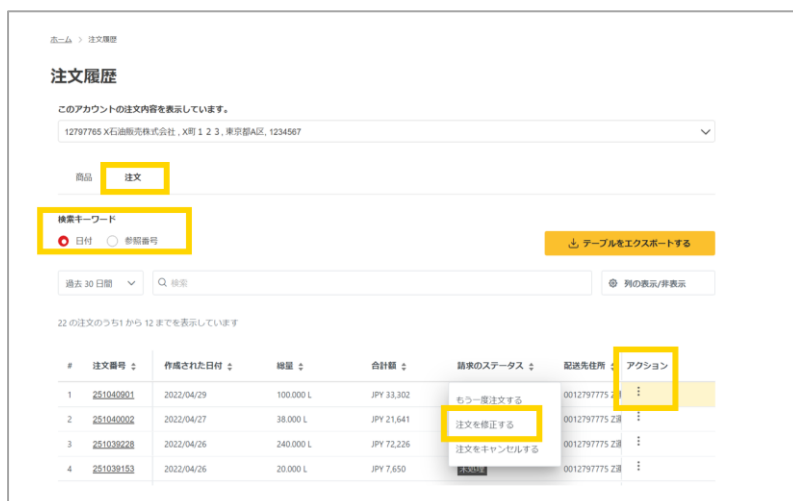 ホーム > 注文履歴
注文履歴
このアカウントの注文内容を表示しています。
12797765 X石油販売株式会社 , X町１２３, 東京都A区, 1234567
商品 注文
検索キーワード
日付 参照番号
テーブルをエクスポートする
過去 30 日間 検索 列の表示/非表示
22 の注文のうち1 から 12 までを表示しています
# 注文番号 作成された日付 総量 合計額 請求のステータス 配送先住所 アクション
1 251040901 2022/04/29 100.000 L JPY 33,302 もう一度注文する 0012797775 Z
2 251040002 2022/04/27 38.000 L JPY 21,641 注文を修正する 0012797775 Z
3 251039228 2022/04/26 240.000 L JPY 72,226 注文をキャンセルする 0012797775 Z
4 251039153 2022/04/26 20.000 L JPY 7,650 未処理 0012797775 Z